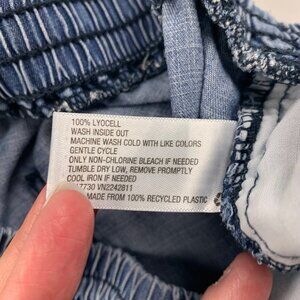 100% LYOCELL
WASH INSIDE OUT
MACHINE WASH COLD WITH LIKE COLORS
GENTLE CYCLE
ONLY NON-CHLORINE BLEACH IF NEEDED
TUMBLE DRY LOW, REMOVE PROMPTLY
COOL IRON IF NEEDED
VN2242811
MADE FROM 100% RECYCLED PLASTIC